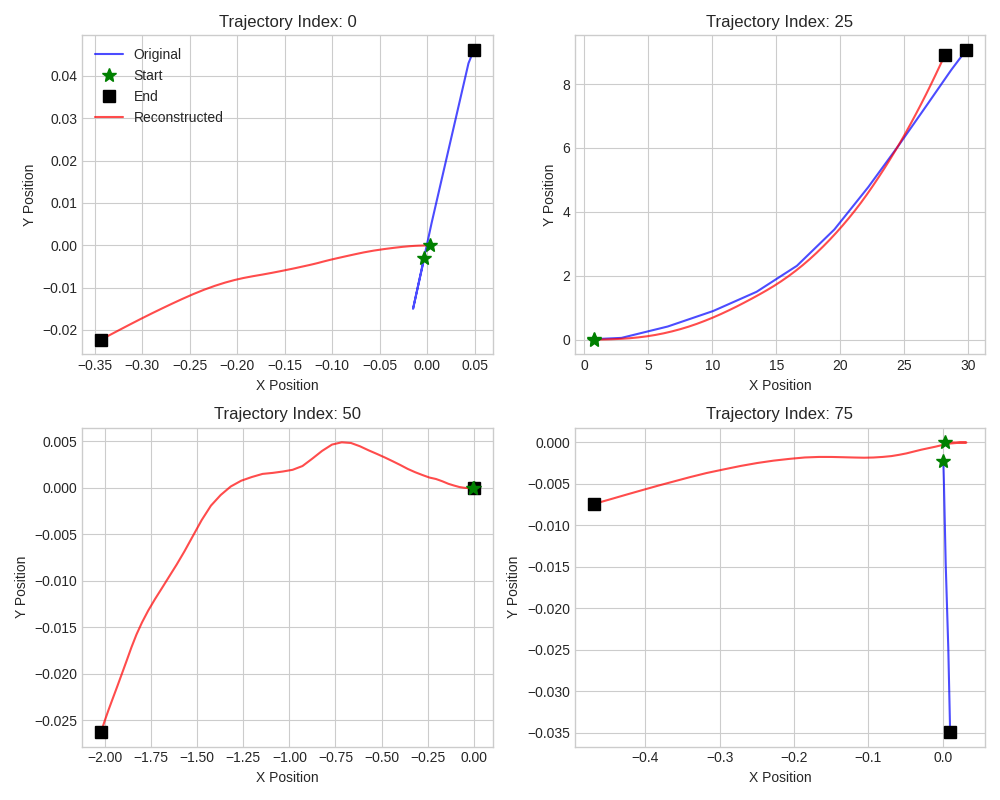 Trajectory Index: 0
Original
Start
End
Reconstructed
0.04
0.03
0.02
0.01
0.00
−0.01
−0.02
Y Position
−0.35 −0.30 −0.25 −0.20 −0.15 −0.10 −0.05 0.00 0.05
X Position
Trajectory Index: 25
8
6
4
2
0
Y Position
0 5 10 15 20 25 30
X Position
Trajectory Index: 50
0.005
0.000
−0.005
−0.010
−0.015
−0.020
−0.025
Y Position
−2.00 −1.75 −1.50 −1.25 −1.00 −0.75 −0.50 −0.25 0.00
X Position
Trajectory Index: 75
0.000
−0.005
−0.010
−0.015
−0.020
−0.025
−0.030
−0.035
Y Position
−0.4 −0.3 −0.2 −0.1 0.0
X Position